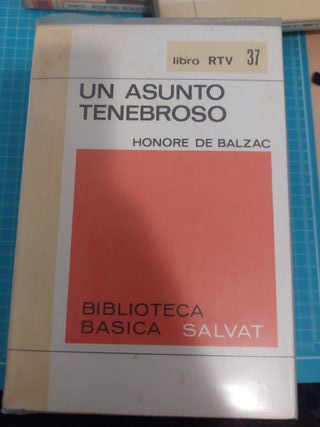 libro RTV 37
UN ASUNTO
TENEBROSO
HONORE DE BALZAC
BIBLIOTECA
BASICA SALVAT